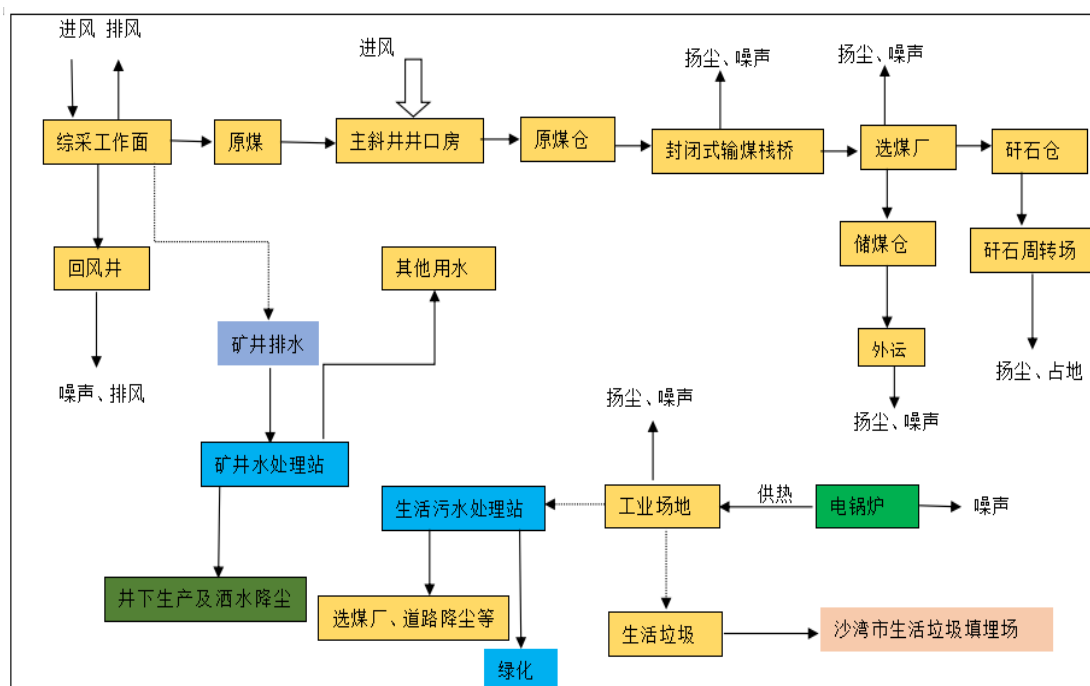 进风 排风
进风
扬尘、噪声
扬尘、噪声
综采工作面
原煤
主斜井井口房
原煤仓
封闭式输煤栈桥
选煤厂
矸石仓
回风井
其他用水
储煤仓
矸石周转场
矿井排水
外运
噪声、排风
扬尘、占地
扬尘、噪声
扬尘、噪声
矿井水处理站
生活污水处理站
工业场地
供热
电锅炉
噪声
井下生产及洒水降尘
选煤厂、道路降尘等
生活垃圾
沙湾市生活垃圾填埋场
绿化